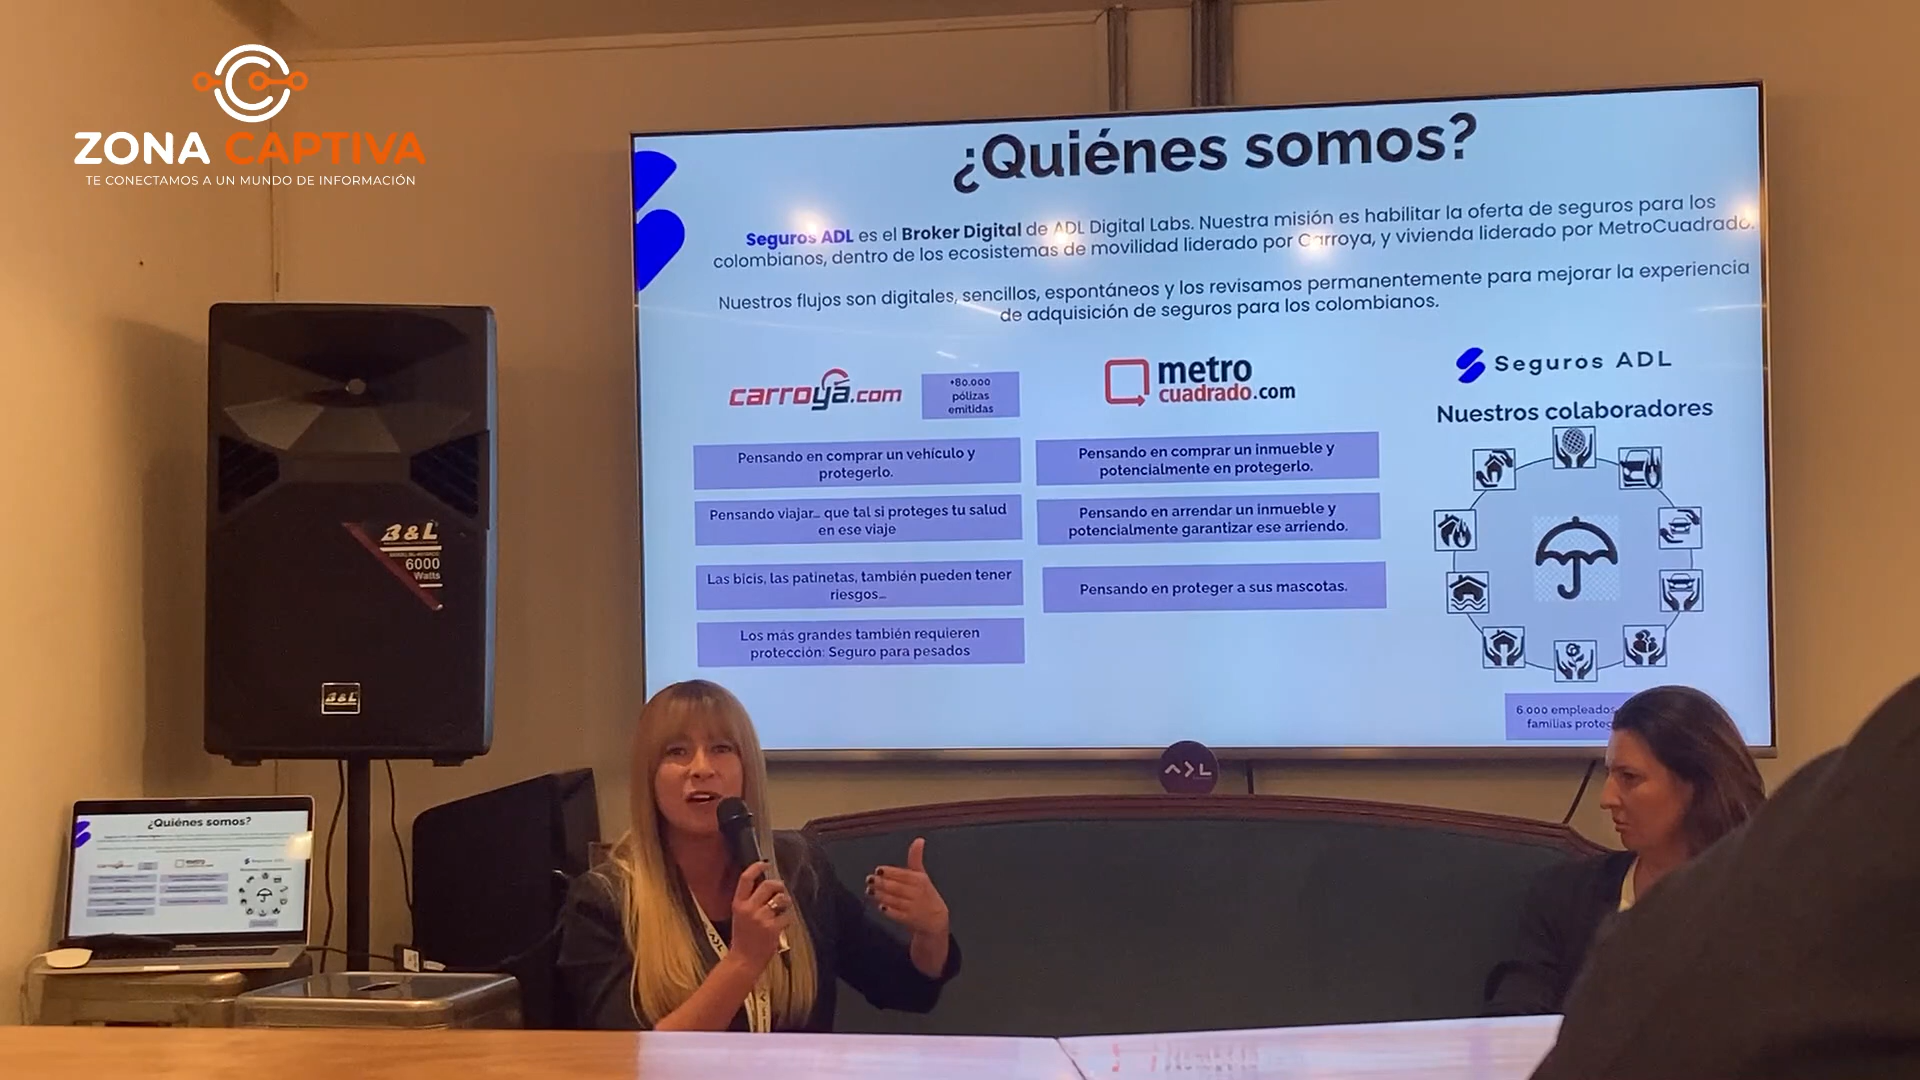 ZONA CAPTIVA
TE CONECTAMOS A UN MUNDO DE INFORMACIÓN
¿Quiénes somos?
Seguros ADL es el Broker Digital de ADL Digital Labs. Nuestra misión es habilitar la oferta de seguros para los
colombianos, dentro de los ecosistemas de movilidad liderado por Carroya, y vivienda liderado por MetroCuadrado.
Nuestros flujos son digitales, sencillos, espontáneos y los revisamos permanentemente para mejorar la experiencia
de adquisición de seguros para los colombianos.
carroya.com
+80.000
pólizas
emitidas
Pensando en comprar un vehículo y
protegerlo.
Pensando viajar... que tal si proteges tu salud
en ese viaje
Las bicis, las patinetas, también pueden tener
riesgos...
Los más grandes también requieren
protección: Seguro para pesados
metro
cuadrado.com
Pensando en comprar un inmueble y
potencialmente en protegerlo.
Pensando en arrendar un inmueble y
potencialmente garantizar ese arriendo.
Pensando en proteger a sus mascotas.
Seguros ADL
Nuestros colaboradores
6.000 empleados
familias
B&L
6000
Watts
B&L
¿Quiénes somos?